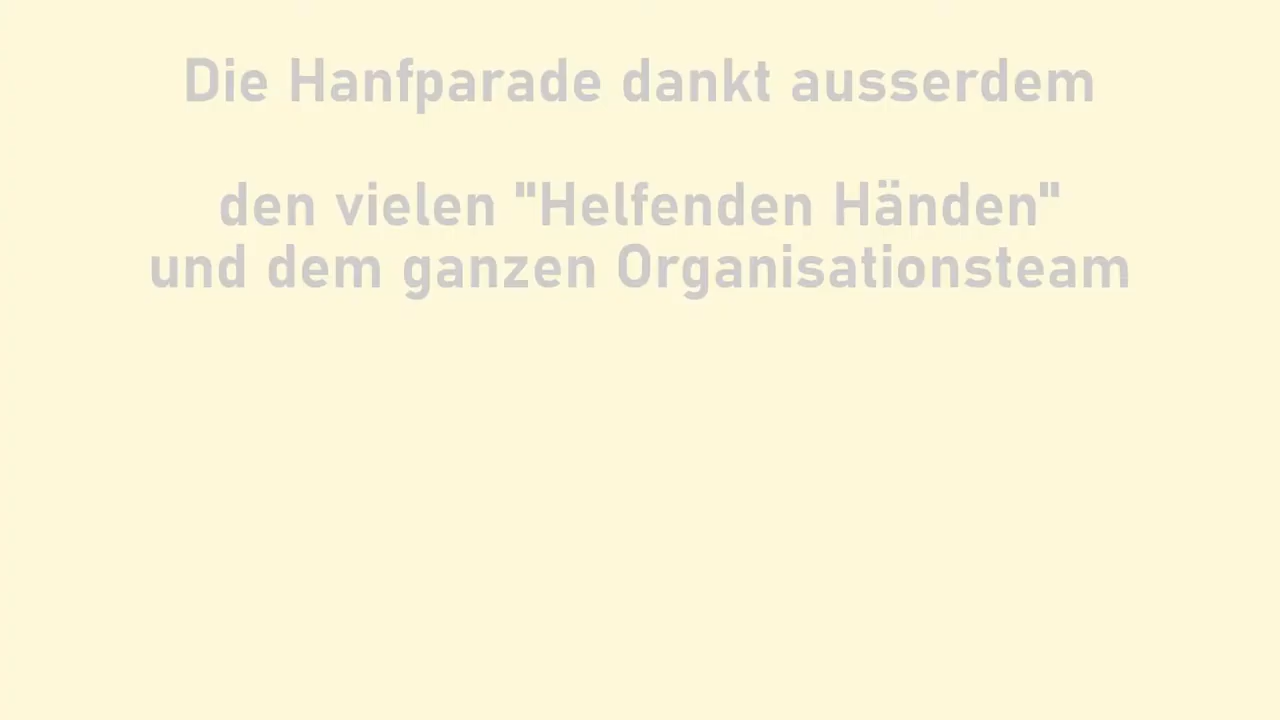 Die Hanfparade dankt ausserdem
den vielen "Helfenden Händen"
und dem ganzen Organisationsteam